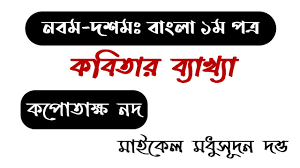 নবম-দশমঃ বাংলা ১ম পত্র
কবিতার ব্যাখ্যা
কপোতাক্ষ নদ
মাইকেল মধুসূদন দত্ত